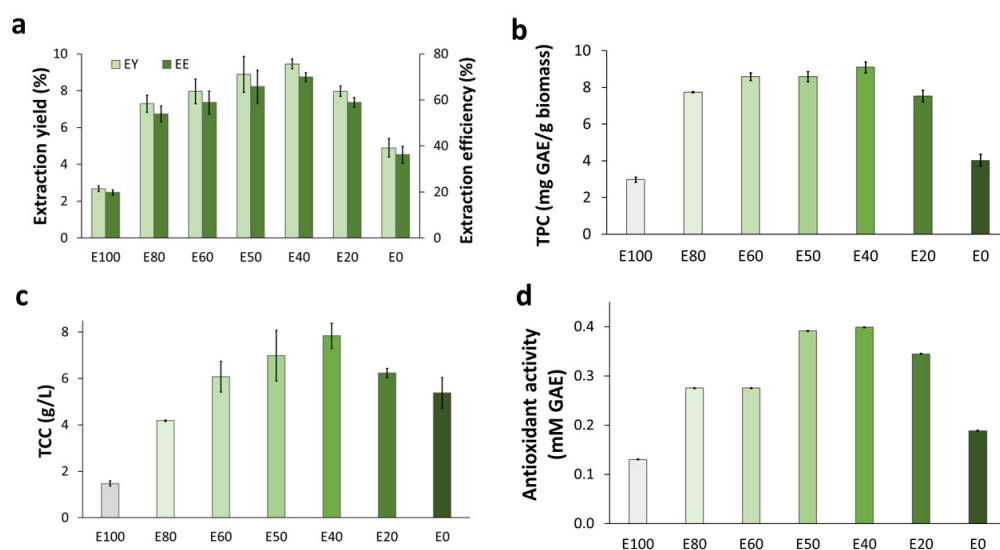 a
EY EE
Extraction yield (%)
10
8
6
4
2
0
Extraction efficiency (%)
80
60
40
20
0
E100 E80 E60 E50 E40 E20 E0
b
TPC (mg GAE/g biomass)
10
8
6
4
2
0
E100 E80 E60 E50 E40 E20 E0
c
TCC (g/L)
8
6
4
2
0
E100 E80 E60 E50 E40 E20 E0
d
Antioxidant activity
(mM GAE)
0.4
0.3
0.2
0.1
0.0
E100 E80 E60 E50 E40 E20 E0